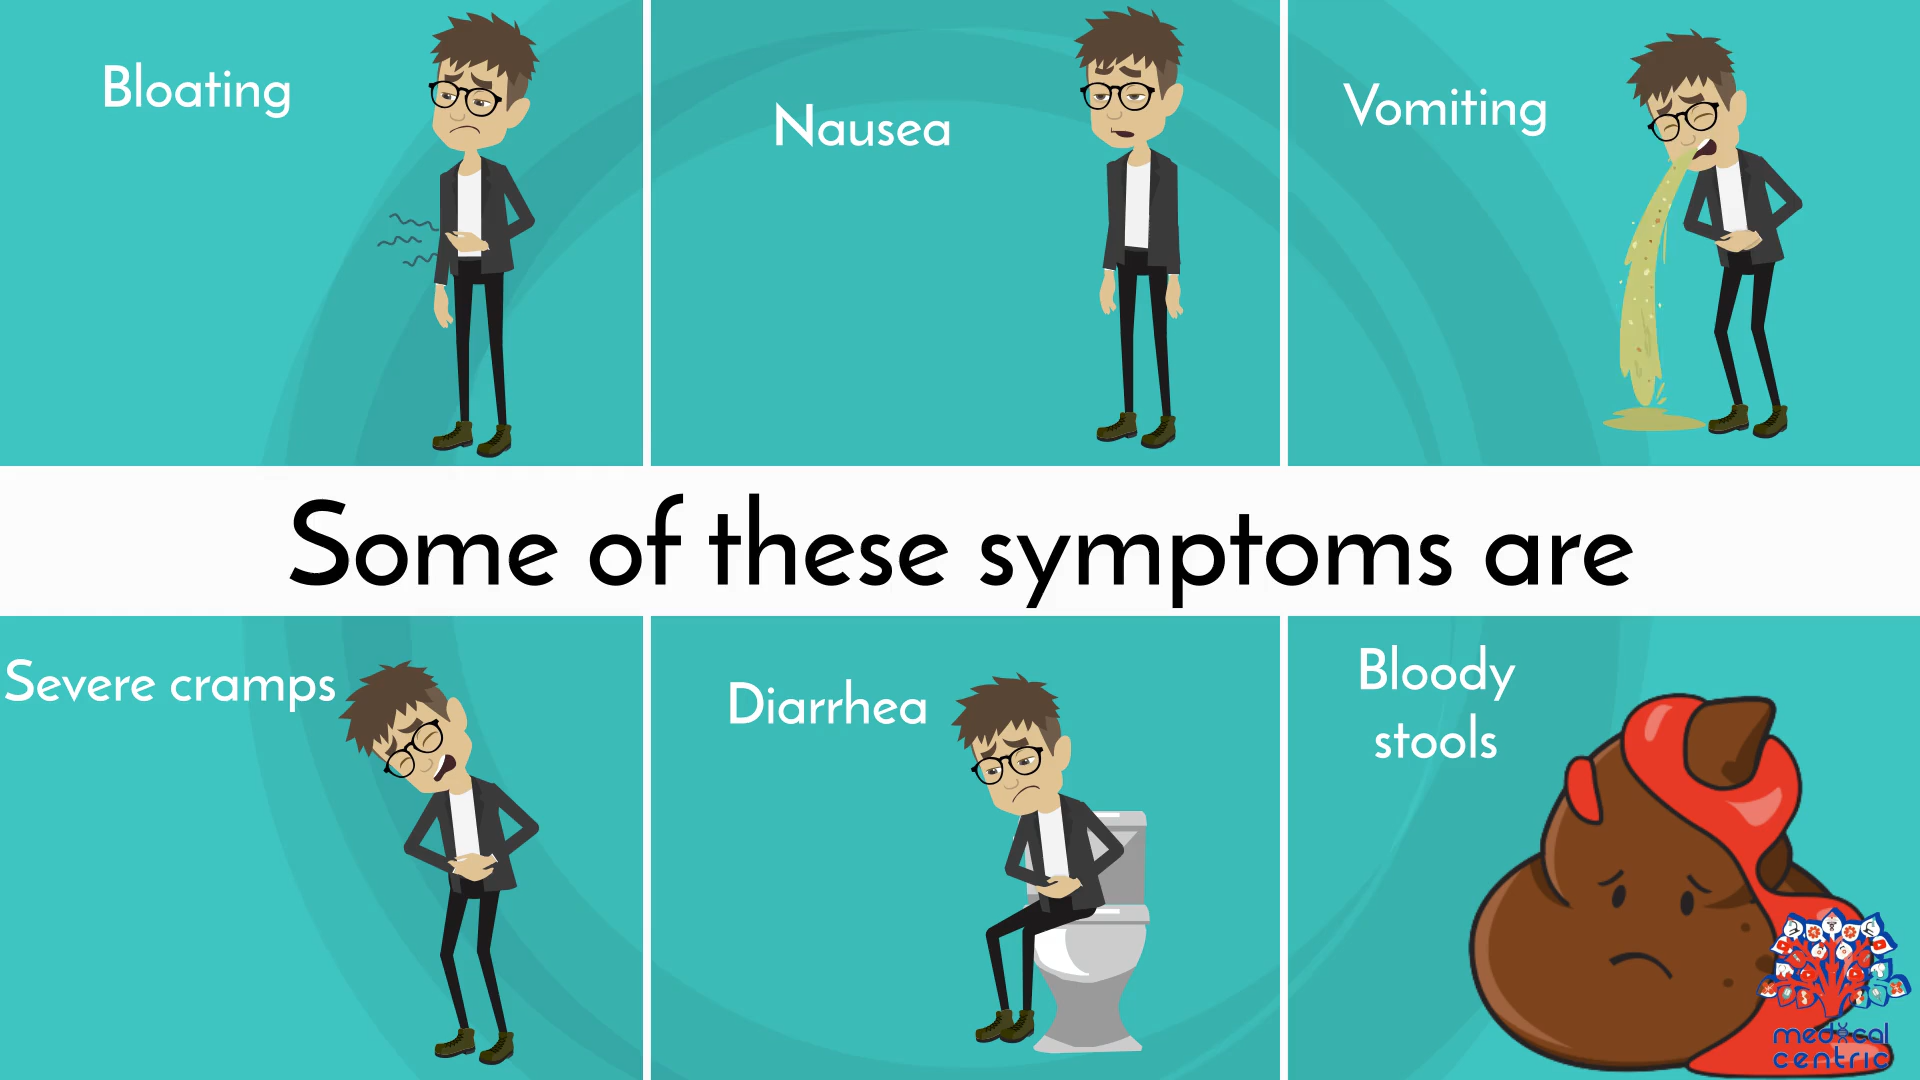 Bloating
Nausea
Vomiting
Some of these symptoms are
Severe cramps
Diarrhea
Bloody
stools
medical
centric